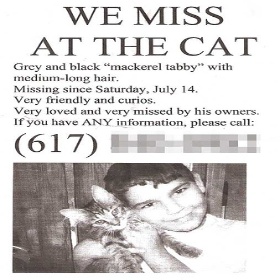 WE MISS
AT THE CAT
Grey and black “mackerel tabby” with
medium-long hair.
Missing since Saturday, July 14.
Very friendly and curios.
Very loved and very missed by his owners.
If you have ANY information, please call:
(617)